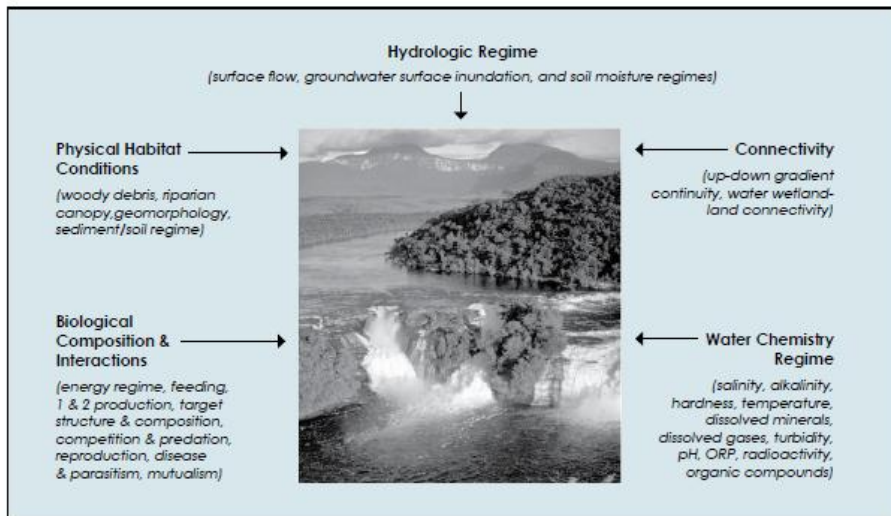 Hydrologic Regime
(surface flow, groundwater surface inundation, and soil moisture regimes)
Physical Habitat
Conditions
(woody debris, riparian
canopy,geomorphology,
sediment/soil regime)
Connectivity
(up-down gradient
continuity, water wetland-
land connectivity)
Biological
Composition &
Interactions
(energy regime, feeding,
1 & 2 production, target
structure & composition,
competition & predation,
reproduction, disease
& parasitism, mutualism)
Water Chemistry
Regime
(salinity, alkalinity,
hardness, temperature,
dissolved minerals,
dissolved gases, turbidity,
pH, ORP, radioactivity,
organic compounds)